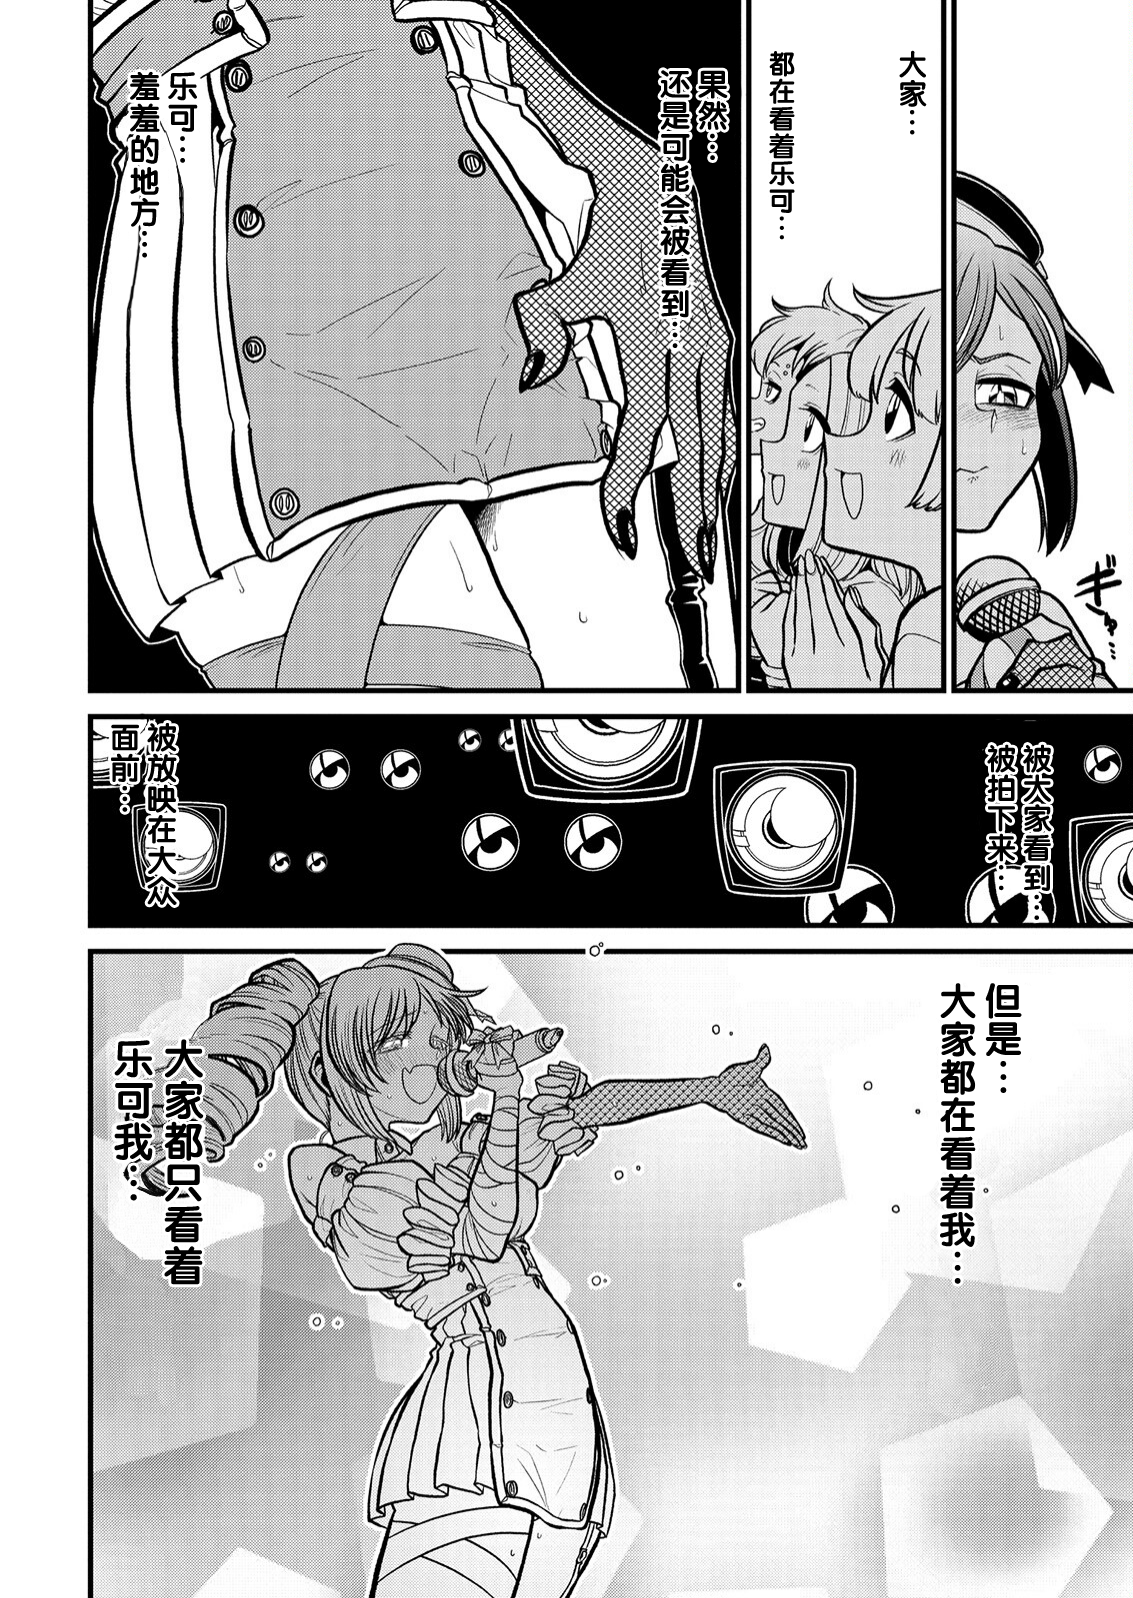 ギゅ…
大家…
都在看着乐可…
果然…
还是可能会被看到…
乐可…
羞羞的地方…
被大家看到…
被拍下来…
被放映在大众
面前…
但是…
大家都在看着我…
大家都只看着
乐可我…